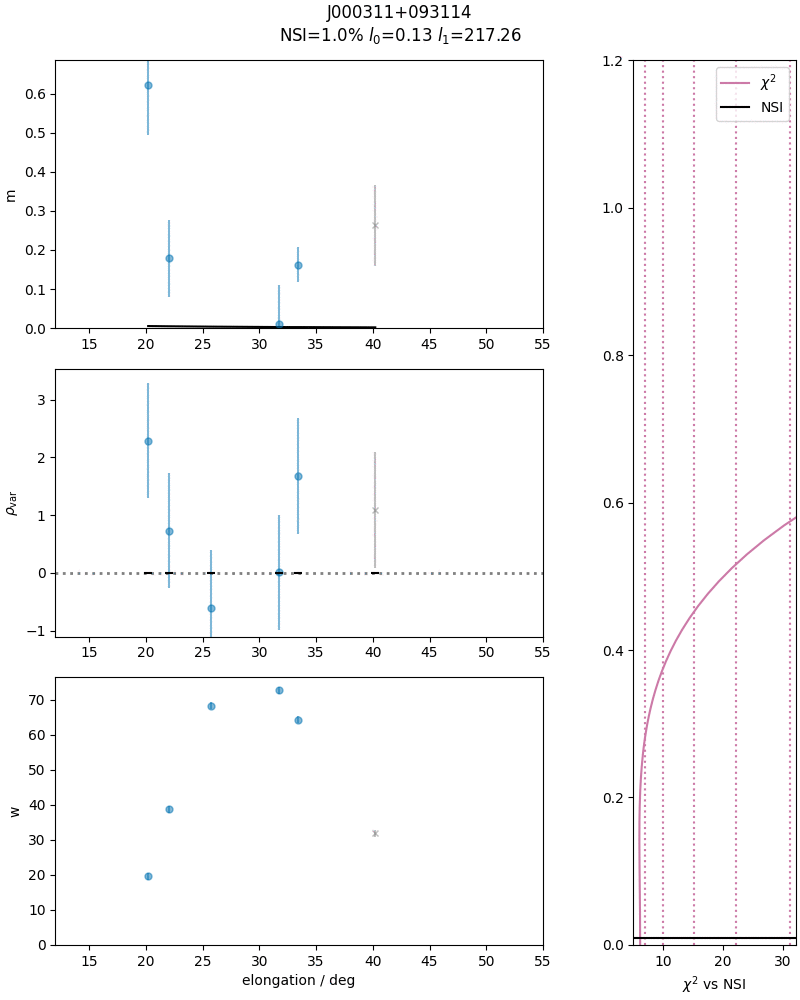 J000311+093114
NSI=1.0% l₀=0.13 l₁=217.26
m
0.6
0.5
0.4
0.3
0.2
0.1
0.0
15 20 25 30 35 40 45 50 55
ρvar
3
2
1
0
−1
15 20 25 30 35 40 45 50 55
w
70
60
50
40
30
20
10
0
15 20 25 30 35 40 45 50 55
elongation / deg
χ²
NSI
1.2
1.0
0.8
0.6
0.4
0.2
0.0
10 20 30
χ² vs NSI